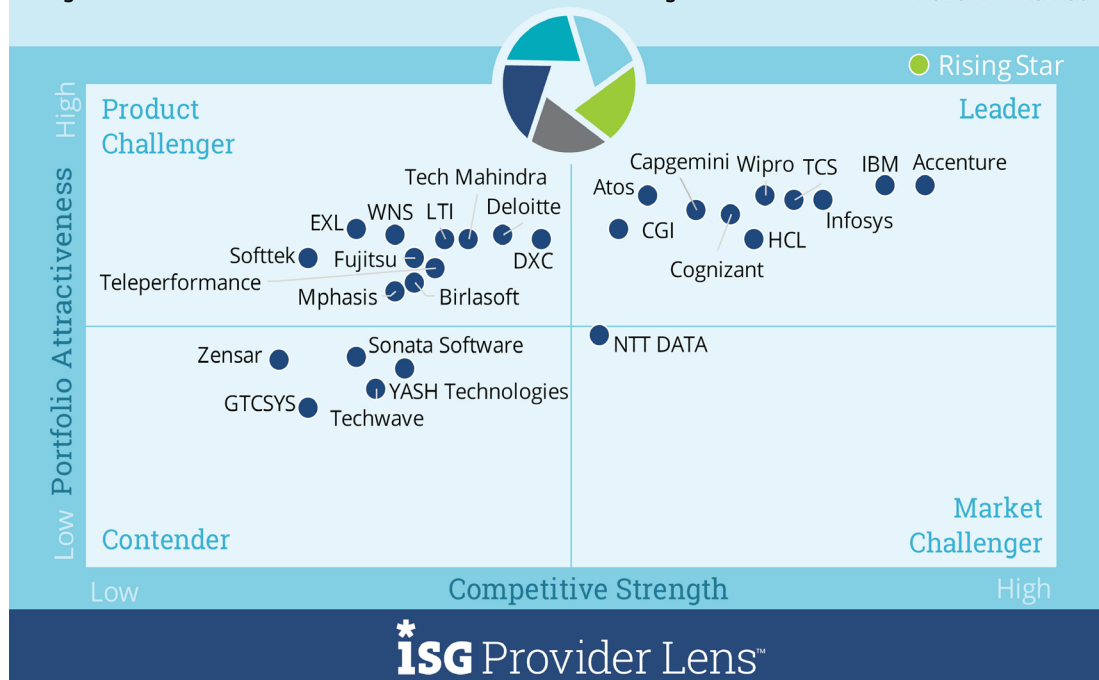 Rising Star
High
Product
Challenger
Leader
Capgemini
Wipro
TCS
IBM
Accenture
Tech Mahindra
Atos
EXL
WNS
LTI
Deloitte
CGI
Infosys
Softtek
Fujitsu
DXC
HCL
Cognizant
Teleperformance
Mphasis
Birlasoft
Portfolio Attractiveness
Zensar
Sonata Software
NTT DATA
YASH Technologies
GTCSYS
Techwave
Low
Contender
Market
Challenger
Low
Competitive Strength
High
iSG Provider Lens™